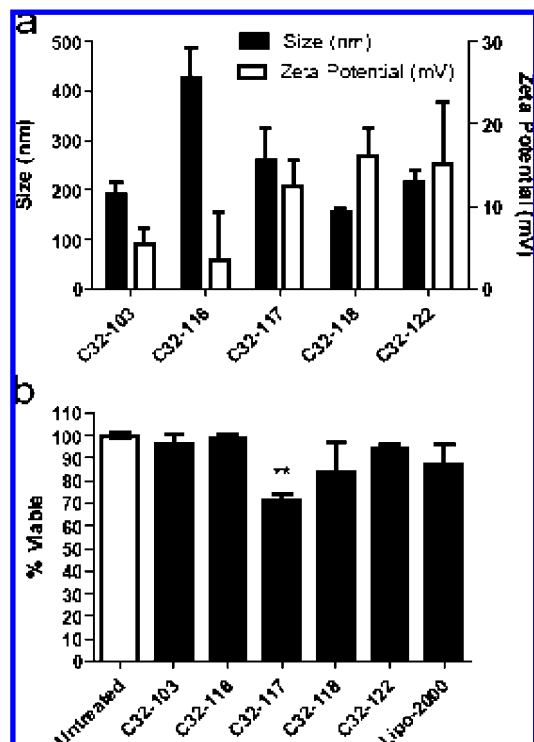 a
Size (nm)
Zeta Potential (mV)
500
400
300
200
100
0
Size (nm)
30
20
10
0
Zeta Potential (mV)
C32-103
C32-116
C32-117
C32-118
C32-122
b
110
100
90
80
70
60
50
40
30
20
10
0
% Viable
**
Untreated
C32-103
C32-116
C32-117
C32-118
C32-122
Lipo-2000